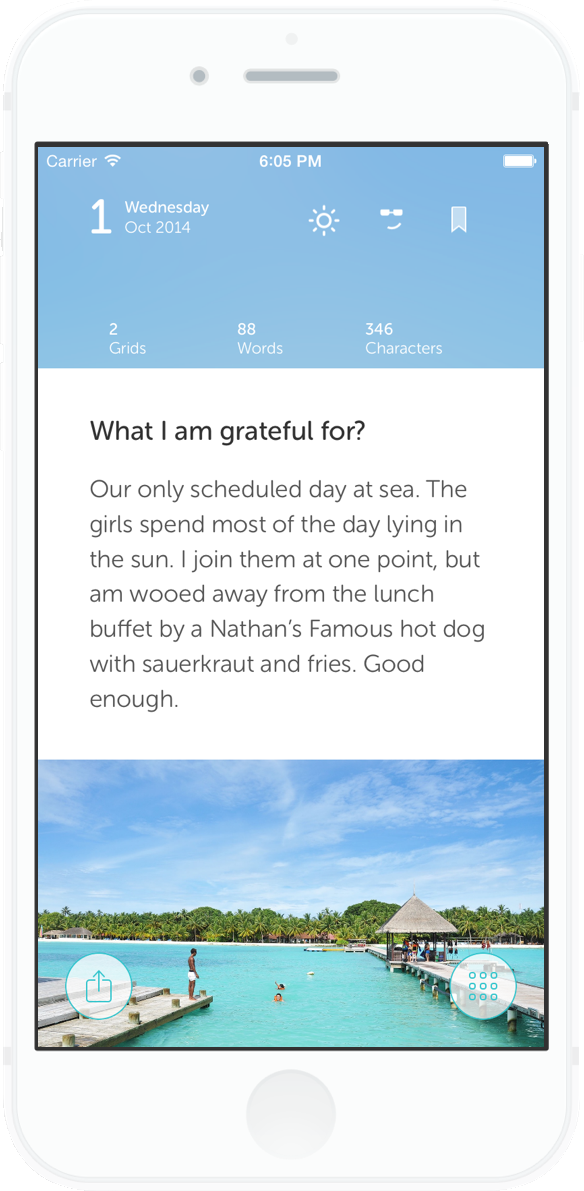 Carrier 6:05 PM
1 Wednesday
Oct 2014
2 88 346
Grids Words Characters
What I am grateful for?
Our only scheduled day at sea. The
girls spend most of the day lying in
the sun. I join them at one point, but
am wooed away from the lunch
buffet by a Nathan’s Famous hot dog
with sauerkraut and fries. Good
enough.